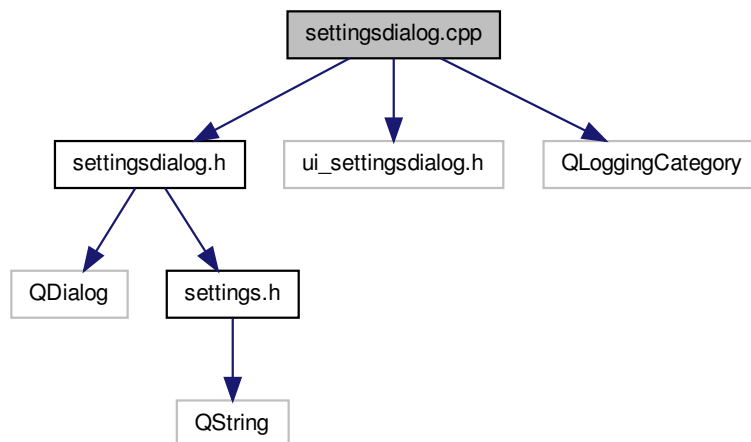 settingsdialog.cpp
settingsdialog.h
ui_settingsdialog.h
QLoggingCategory
QDialog
settings.h
QString